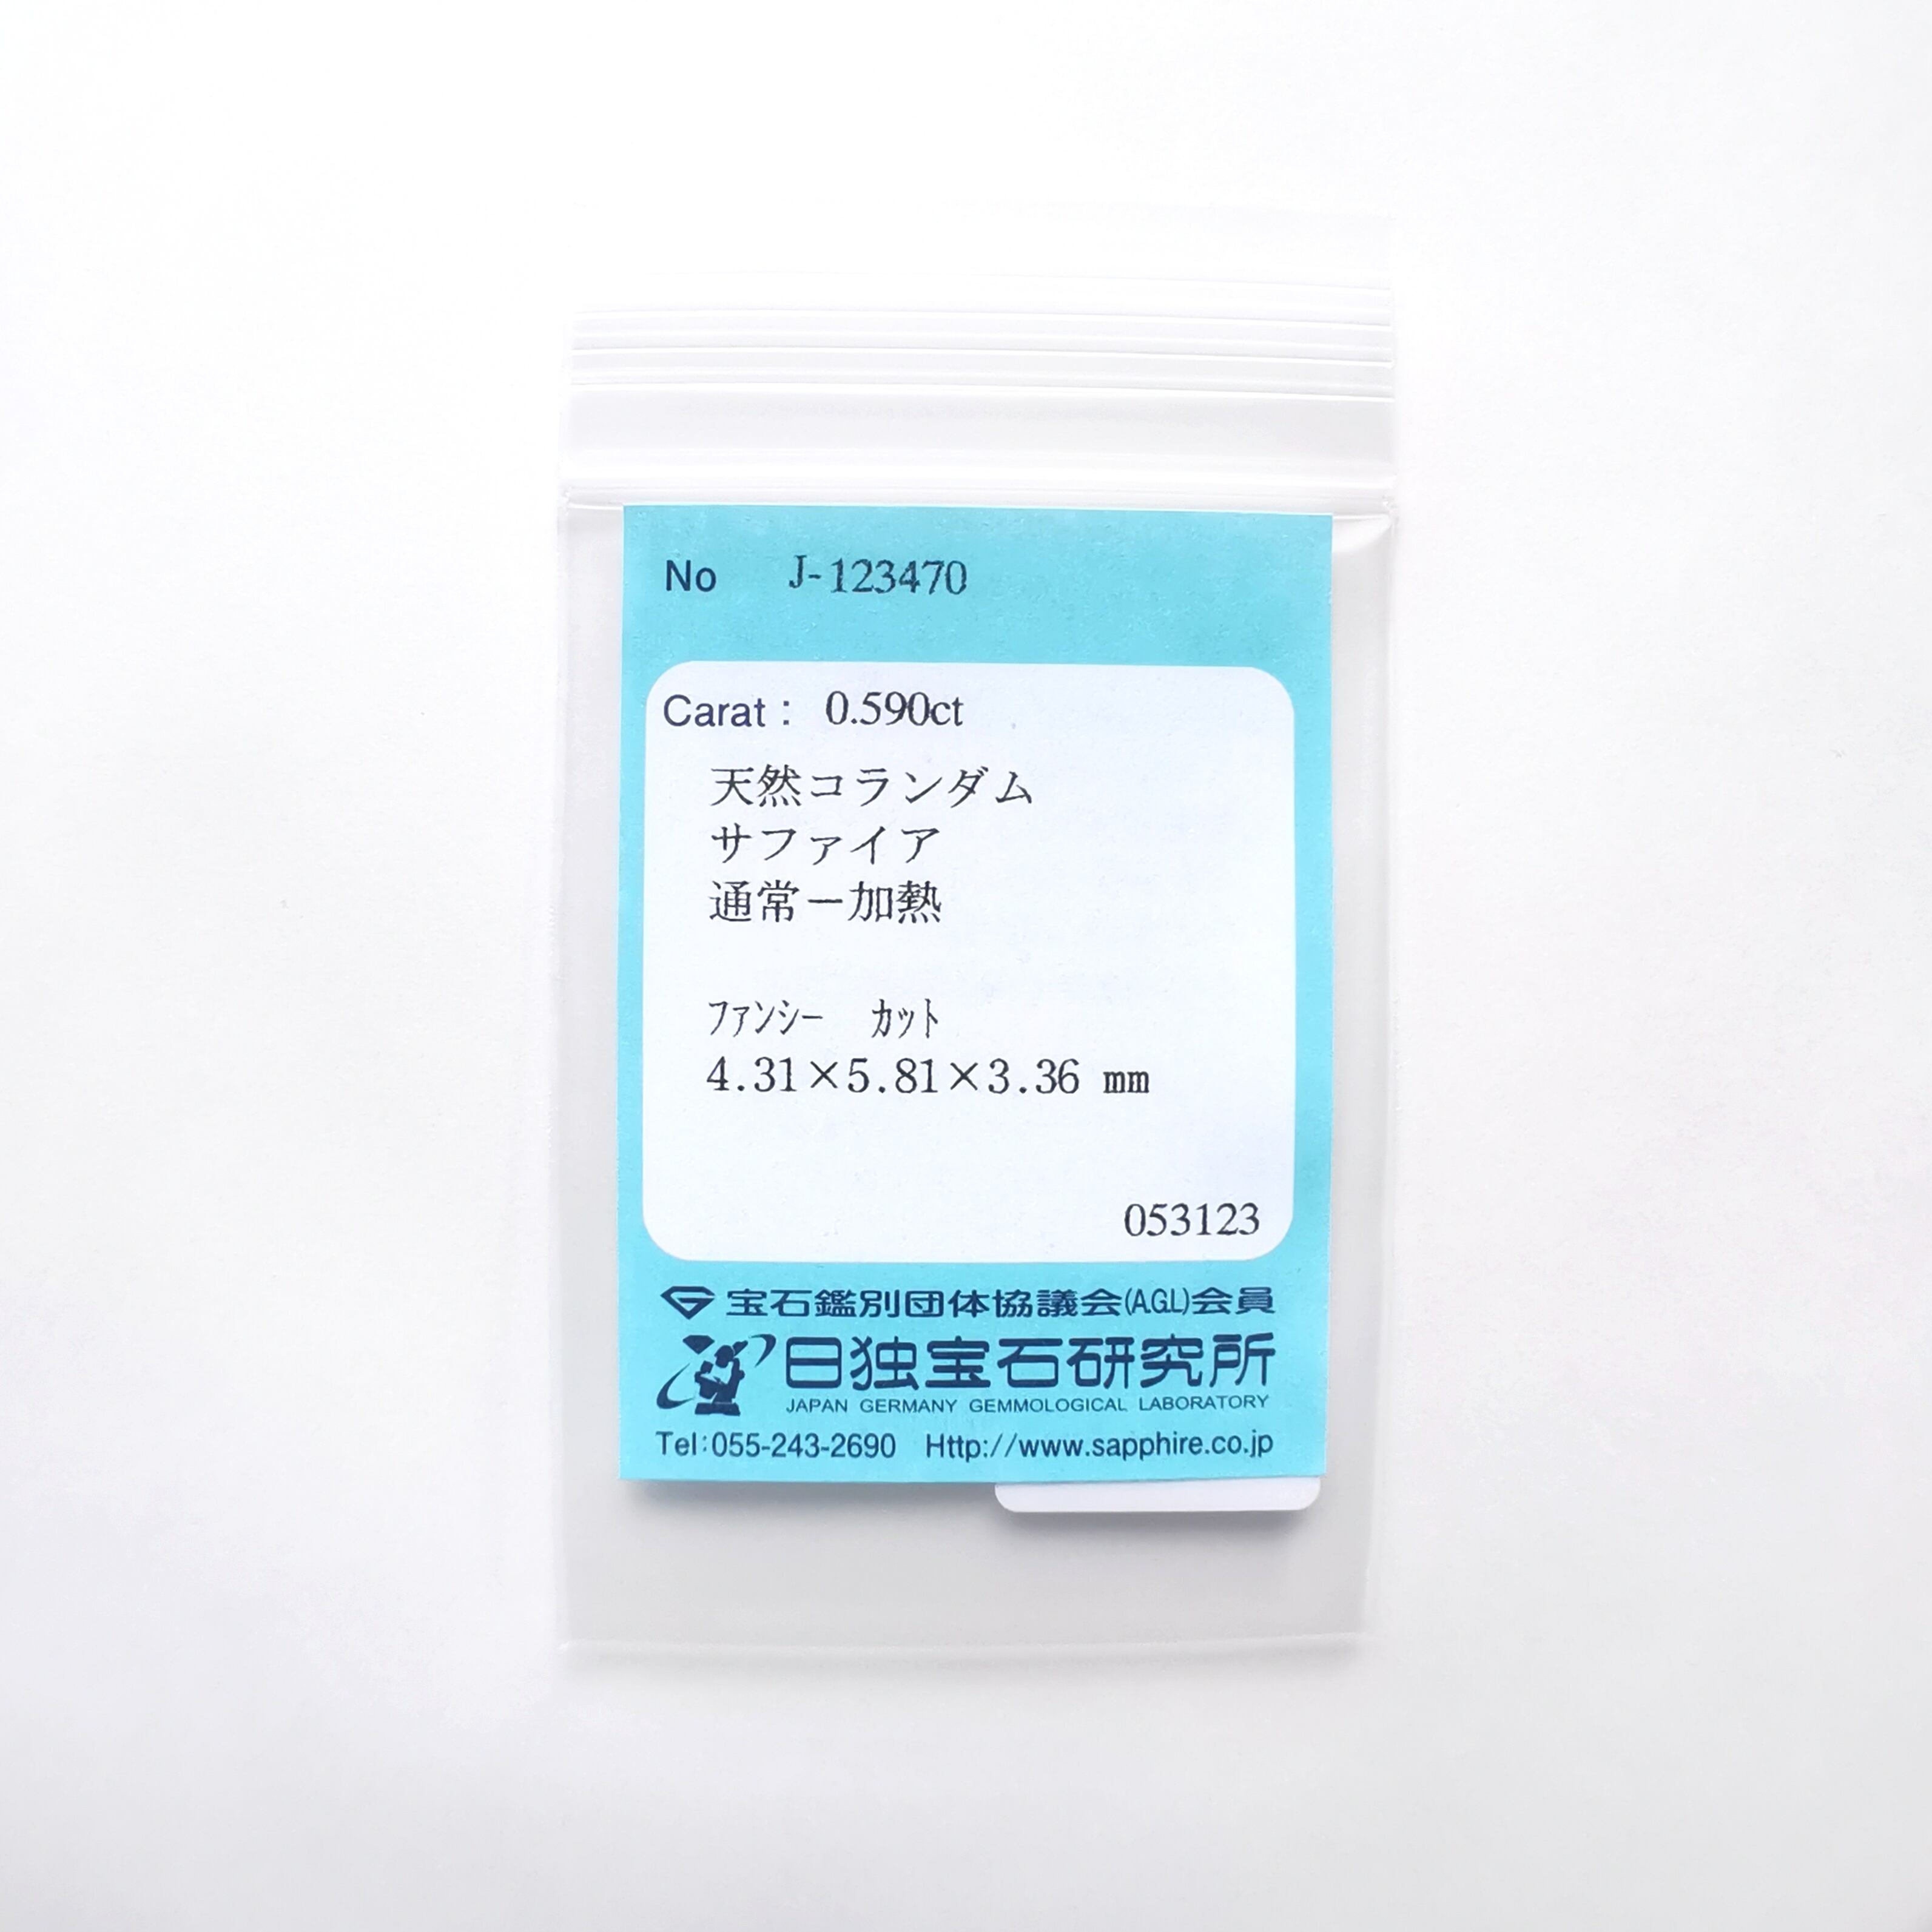 No J-123470
Carat : 0.590ct
天然コランダム
サファイア
通常－加熱
ﾌｧﾝｼｰ ｶｯﾄ
4.31×5.81×3.36 mm
053123
宝石鑑別団体協議会(A.G.L)会員
日独宝石研究所
JAPAN GERMANY GEMMOLOGICAL LABORATORY
Tel:055-243-2690 Http://www.sapphire.co.jp